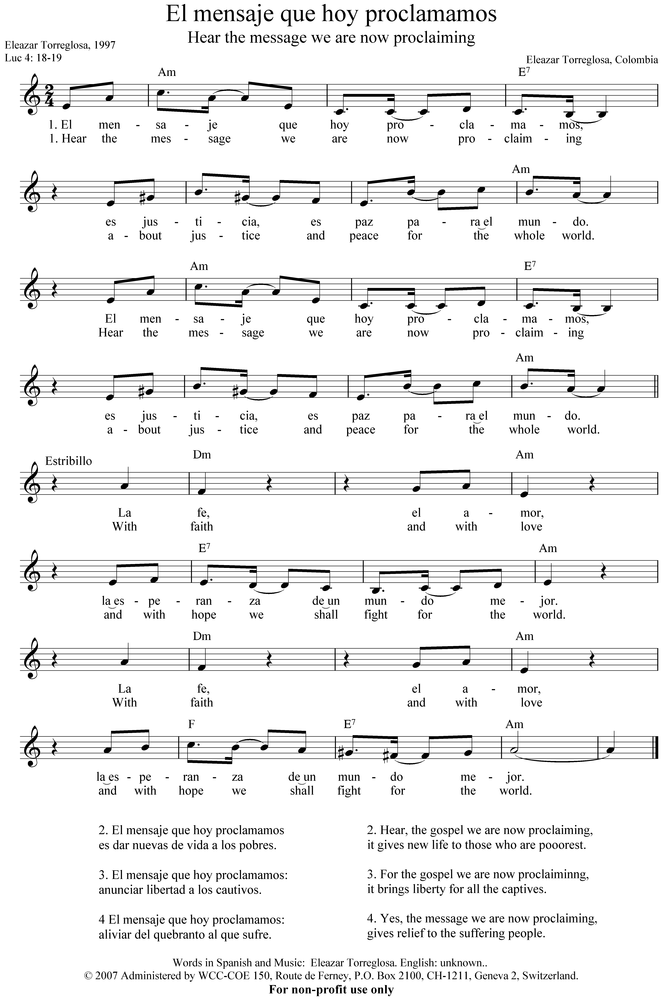 El mensaje que hoy proclamamos
Hear the message we are now proclaiming
Eleazar Torreglosa, 1997
Luc 4: 18-19
Eleazar Torreglosa, Colombia
Am E7
1. El men - sa - je que hoy pro - cla - ma - mos,
1. Hear the mes - sage we are now pro - claim - ing
Am
es jus - ti - cia, es paz pa - ra el mun - do.
a - bout jus - tice and peace for the whole world.
Am E7
El men - sa - je que hoy pro - cla - ma - mos,
Hear the mes - sage we are now pro - claim - ing
Am
es jus - ti - cia, es paz pa - ra el mun - do.
a - bout jus - tice and peace for the whole world.
Estribillo Dm Am
La fe, el a - mor,
With faith and with love
E7 Am
la es - pe - ran - za de un mun - do me - jor.
and with hope we shall fight for the world.
Dm Am
La fe, el a - mor,
With faith and with love
F E7 Am
la es - pe - ran - za de un mun - do me - jor.
and with hope we shall fight for the world.
2. El mensaje que hoy proclamamos
es dar nuevas de vida a los pobres.
3. El mensaje que hoy proclamamos:
anunciar libertad a los cautivos.
4 El mensaje que hoy proclamamos:
aliviar del quebranto al que sufre.
2. Hear, the gospel we are now proclaiming,
it gives new life to those who are pooorest.
3. For the gospel we are now proclaiminng,
it brings liberty for all the captives.
4. Yes, the message we are now proclaiming,
gives relief to the suffering people.
Words in Spanish and Music: Eleazar Torreglosa. English: unknown..
© 2007 Administered by WCC-COE 150, Route de Ferney, P.O. Box 2100, CH-1211, Geneva 2, Switzerland.
For non-profit use only